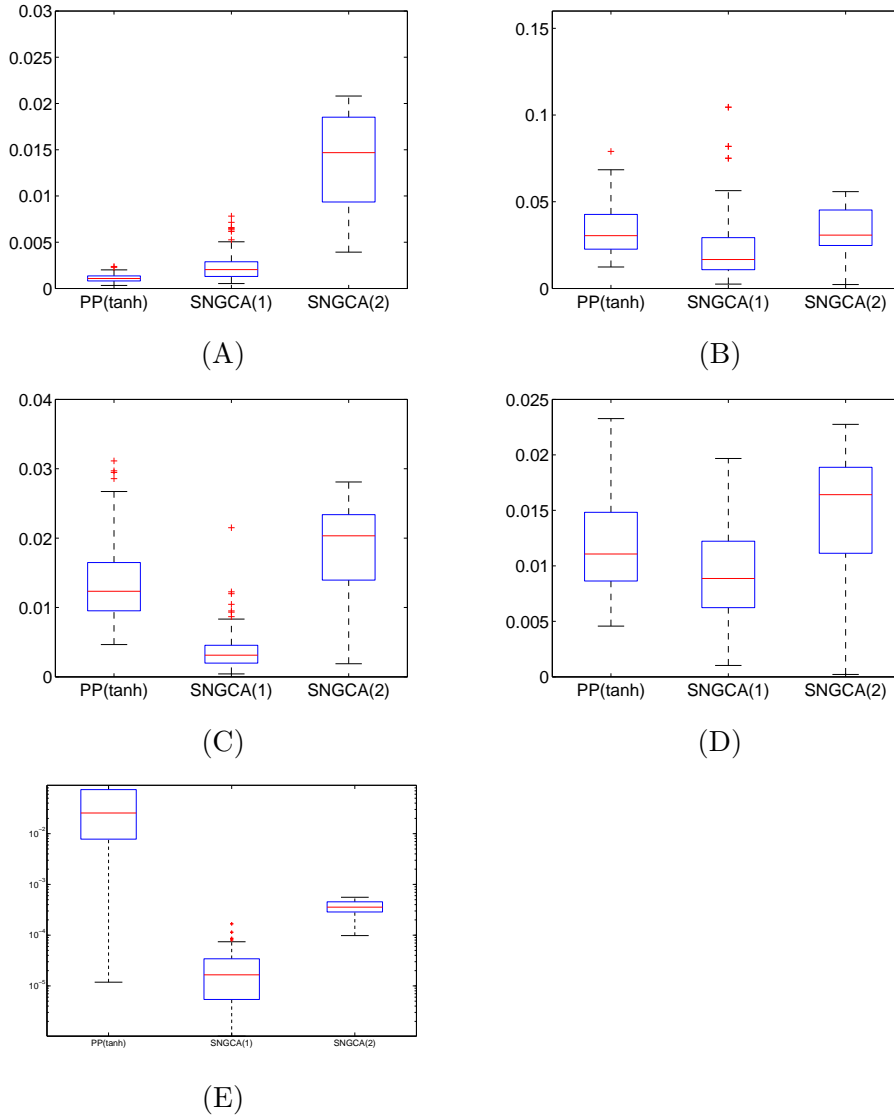 0.03
0.025
0.02
0.015
0.01
0.005
0
PP(tanh) SNGCA(1) SNGCA(2)
(A)
0.15
0.1
0.05
0
PP(tanh) SNGCA(1) SNGCA(2)
(B)
0.04
0.03
0.02
0.01
0
PP(tanh) SNGCA(1) SNGCA(2)
(C)
0.025
0.02
0.015
0.01
0.005
0
PP(tanh) SNGCA(1) SNGCA(2)
(D)
10⁻²
10⁻³
10⁻⁴
10⁻⁵
PP(tanh) SNGCA(1) SNGCA(2)
(E)